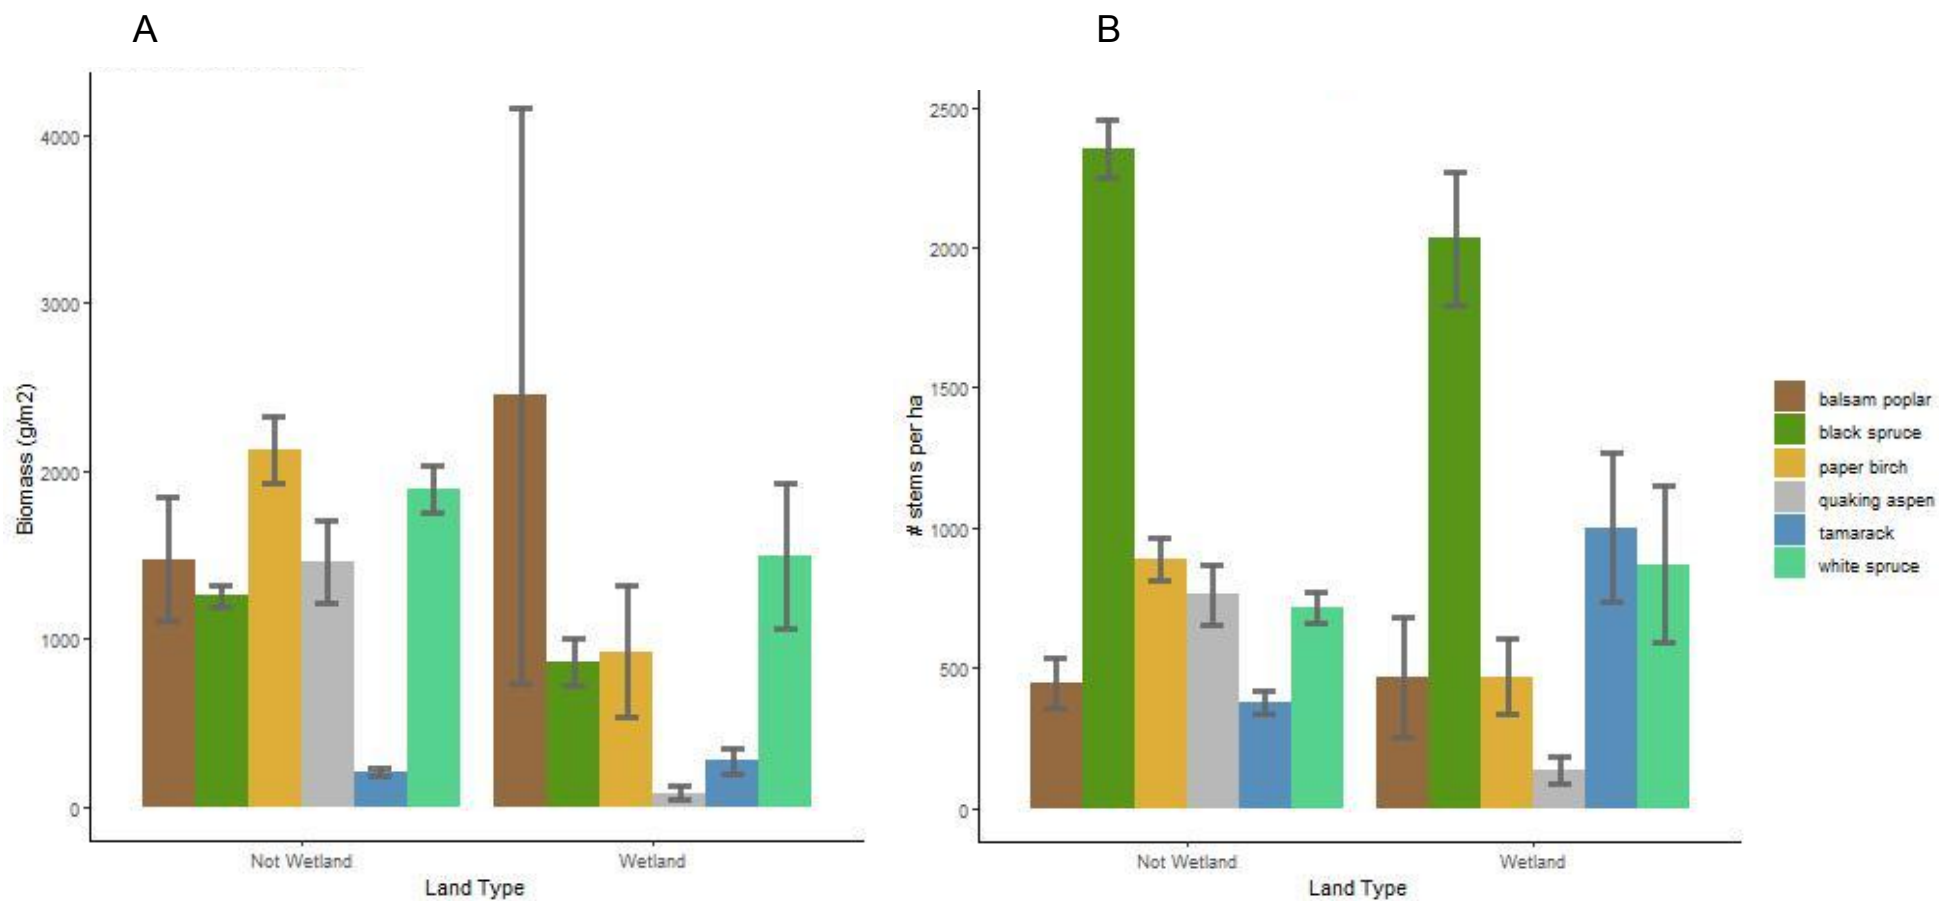 A
Biomass (g/m2)
4000
3000
2000
1000
0
Not Wetland
Wetland
Land Type
B
# stems per ha
2500
2000
1500
1000
500
0
Not Wetland
Wetland
Land Type
balsam poplar
black spruce
paper birch
quaking aspen
tamarack
white spruce